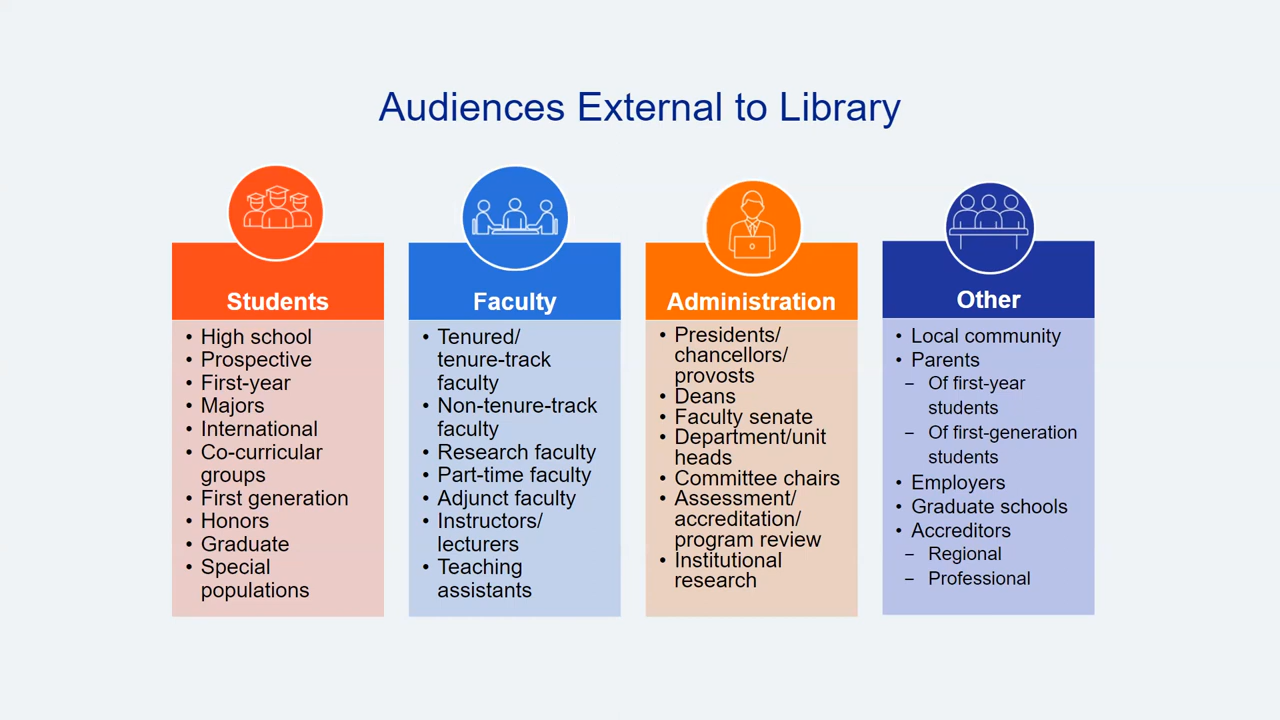 Audiences External to Library
Students
• High school
• Prospective
• First-year
• Majors
• International
• Co-curricular
groups
• First generation
• Honors
• Graduate
• Special
populations
Faculty
• Tenured/
tenure-track
faculty
• Non-tenure-track
faculty
• Research faculty
• Part-time faculty
• Adjunct faculty
• Instructors/
lecturers
• Teaching
assistants
Administration
• Presidents/
chancellors/
provosts
• Deans
• Faculty senate
• Department/unit
heads
• Committee chairs
• Assessment/
accreditation/
program review
• Institutional
research
Other
• Local community
• Parents
– Of first-year
students
– Of first-generation
students
• Employers
• Graduate schools
• Accreditors
– Regional
– Professional